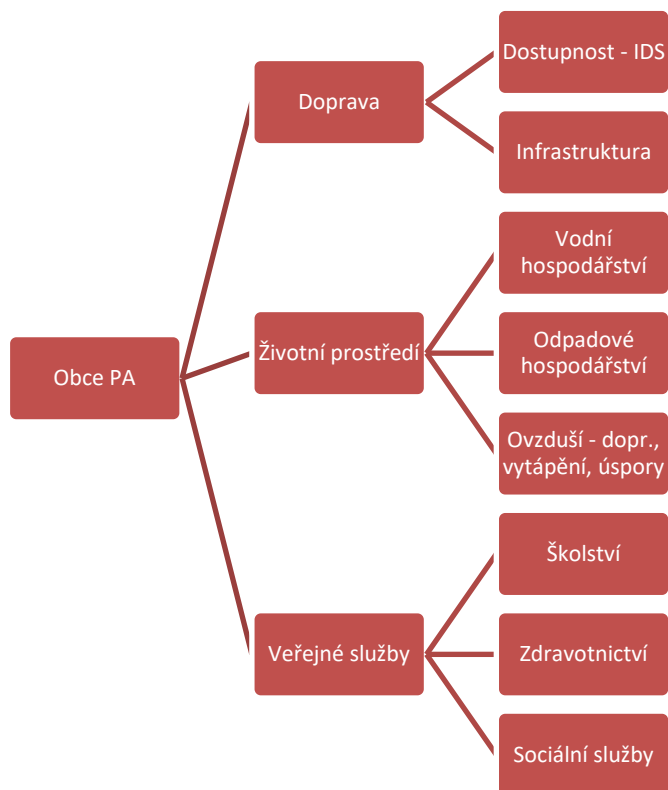 Obce PA
Doprava
Dostupnost - IDS
Infrastruktura
Životní prostředí
Vodní
hospodářství
Odpadové
hospodářství
Ovzduší - dopr.,
vytápění, úspory
Veřejné služby
Školství
Zdravotnictví
Sociální služby